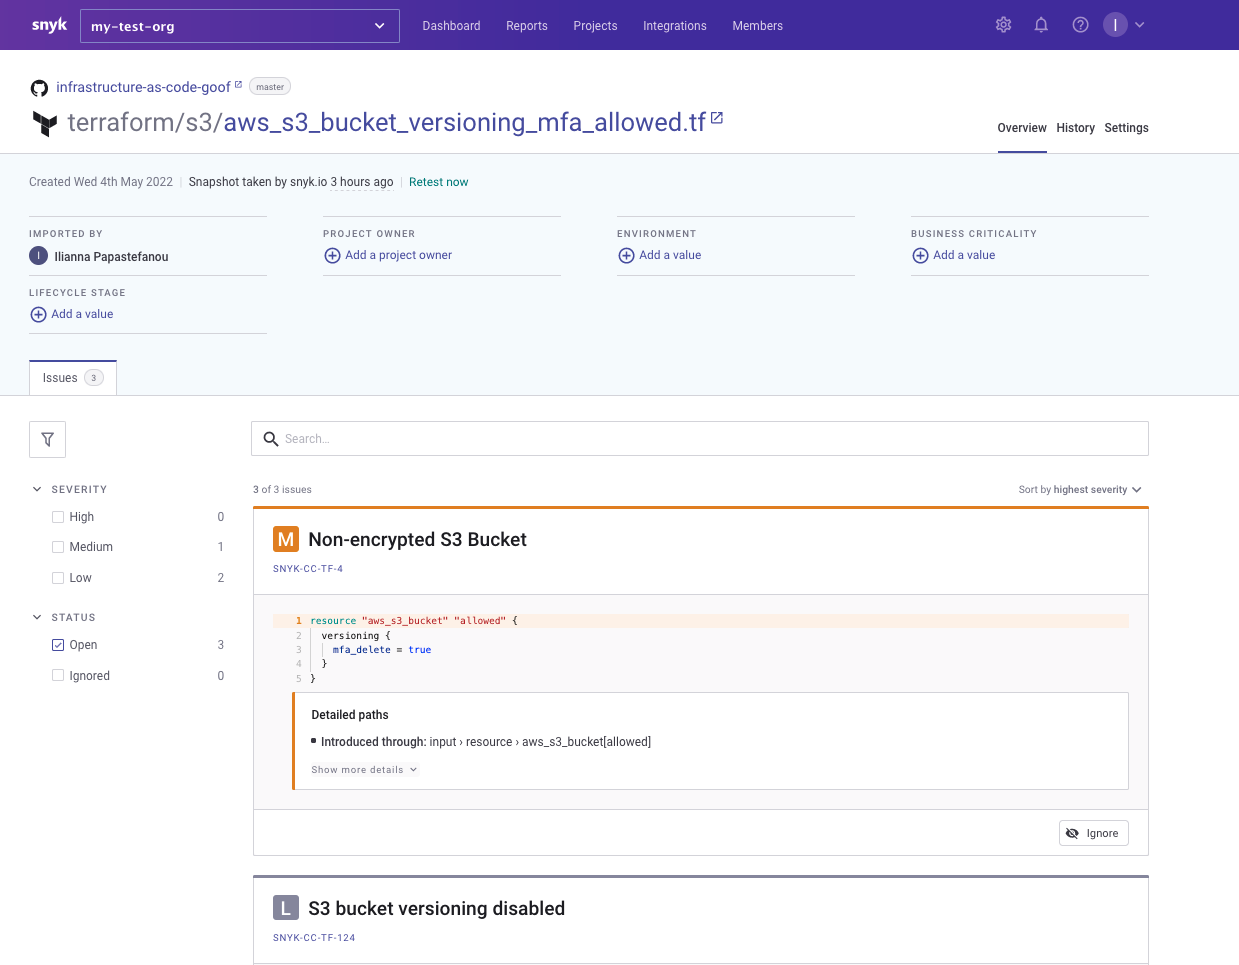 snyk my-test-org Dashboard Reports Projects Integrations Members I
infrastructure-as-code-goof master
terraform/s3/aws_s3_bucket_versioning_mfa_allowed.tf
Overview History Settings
Created Wed 4th May 2022 | Snapshot taken by snyk.io 3 hours ago | Retest now
IMPORTED BY PROJECT OWNER ENVIRONMENT BUSINESS CRITICALITY
I Ilianna Papastefanou Add a project owner Add a value Add a value
LIFECYCLE STAGE
Add a value
Issues 3
Search...
SEVERITY
High 0
Medium 1
Low 2
STATUS
Open 3
Ignored 0
3 of 3 issues Sort by highest severity
M Non-encrypted S3 Bucket
SNYK-CC-TF-4
1 resource "aws_s3_bucket" "allowed" {
2 versioning {
3 mfa_delete = true
4 }
5 }
Detailed paths
Introduced through: input › resource › aws_s3_bucket[allowed]
Show more details
Ignore
L S3 bucket versioning disabled
SNYK-CC-TF-124